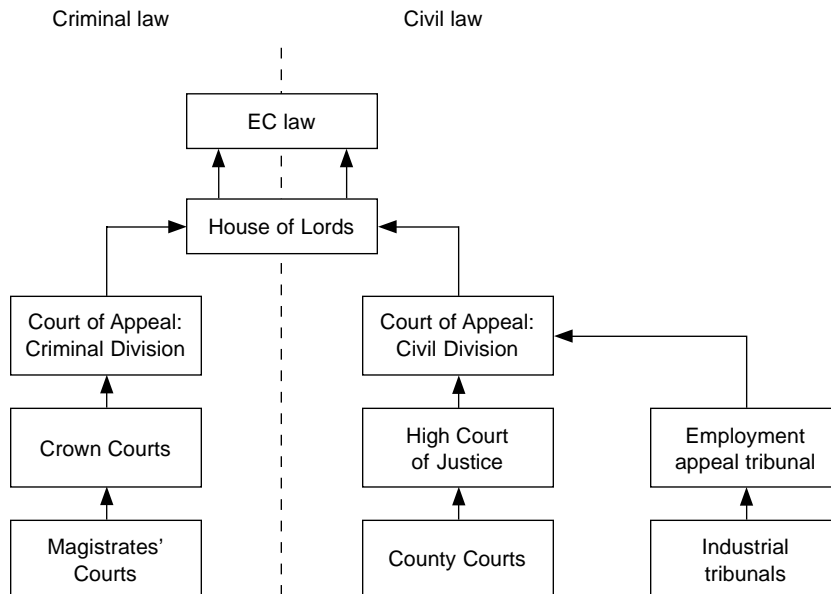 Criminal law
Civil law
EC law
House of Lords
Court of Appeal:
Criminal Division
Court of Appeal:
Civil Division
Crown Courts
High Court
of Justice
Employment
appeal tribunal
Magistrates’
Courts
County Courts
Industrial
tribunals